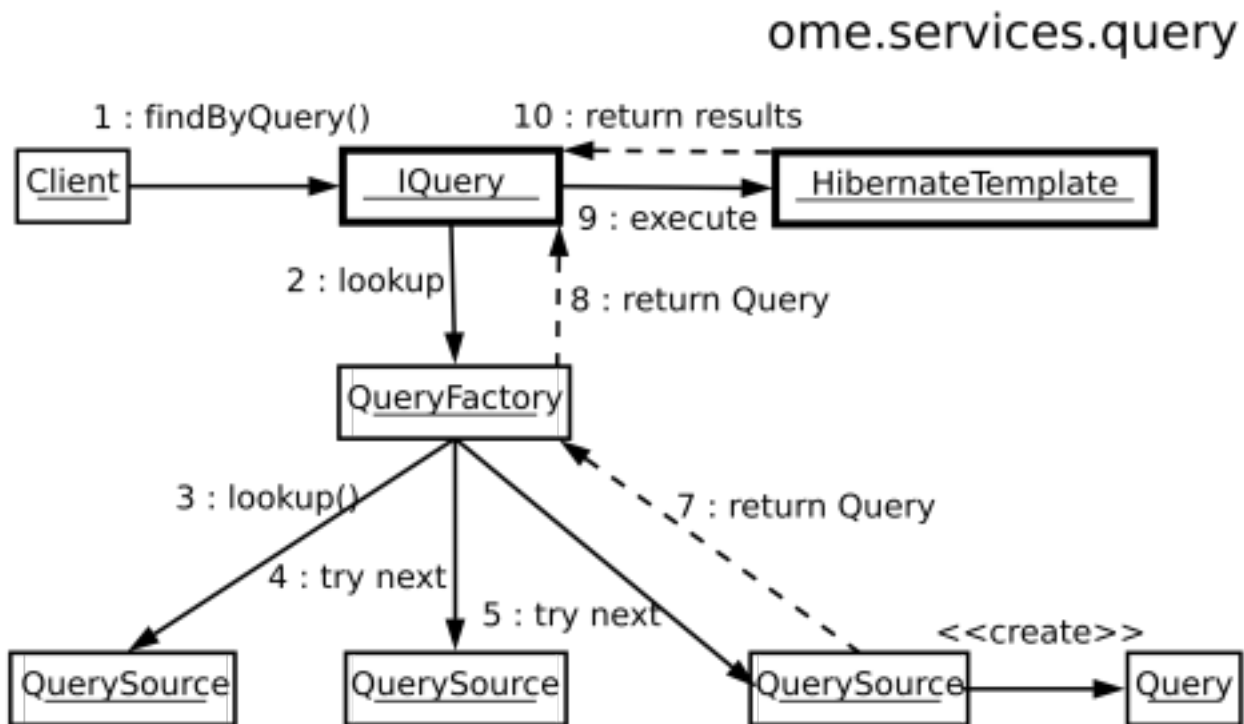 ome.services.query
1 : findByQuery()
10 : return results
Client
IQuery
HibernateTemplate
9 : execute
2 : lookup
8 : return Query
QueryFactory
3 : lookup()
7 : return Query
4 : try next
5 : try next
<<create>>
QuerySource
QuerySource
QuerySource
Query